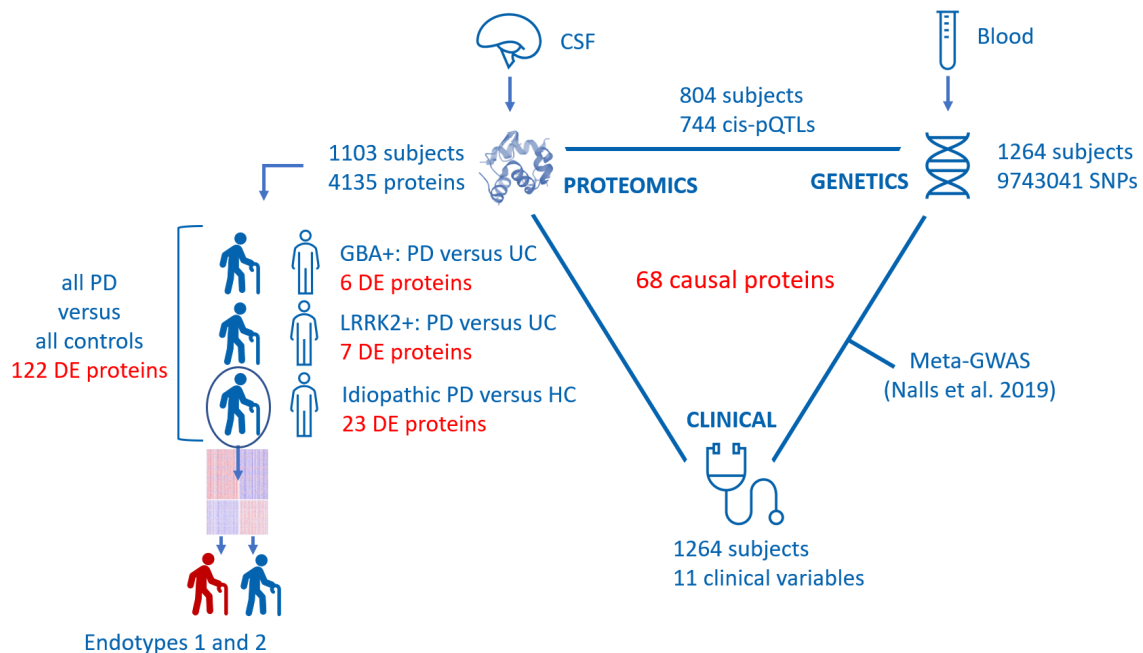 CSF
Blood
804 subjects
744 cis-pQTLs
1103 subjects
4135 proteins
PROTEOMICS
GENETICS
1264 subjects
9743041 SNPs
all PD
versus
all controls
122 DE proteins
GBA+: PD versus UC
6 DE proteins
LRRK2+: PD versus UC
7 DE proteins
Idiopathic PD versus HC
23 DE proteins
68 causal proteins
Meta-GWAS
(Nalls et al. 2019)
CLINICAL
1264 subjects
11 clinical variables
Endotypes 1 and 2